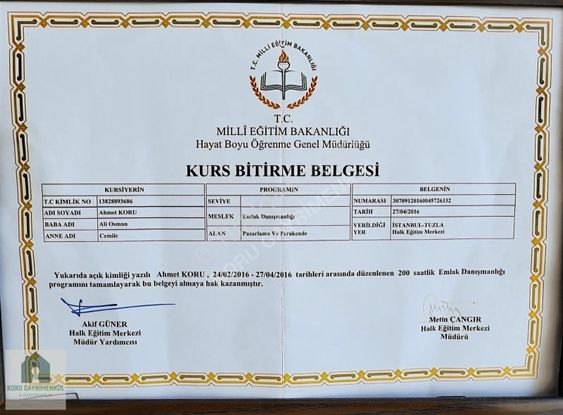 T.C. MİLLİ EĞİTİM BAKANLIĞI
T.C.
MİLLÎ EĞİTİM BAKANLIĞI
Hayat Boyu Öğrenme Genel Müdürlüğü
KURS BİTİRME BELGESİ
KURSİYERİN
T.C KİMLİK NO 13828893686
ADI SOYADI Ahmet KORU
BABA ADI Ali Osman
ANNE ADI Cemile
PROGRAMIN
SEVİYE
MESLEK Emlak Danışmanlığı
ALAN Pazarlama Ve Perakende
BELGENİN
NUMARASI 30709120160045726332
TARİH 27/04/2016
VERİLDİĞİ YER İSTANBUL-TUZLA Halk Eğitim Merkezi
Yukarıda açık kimliği yazılı Ahmet KORU , 24/02/2016 - 27/04/2016 tarihleri arasında düzenlenen 200 saatlik Emlak Danışmanlığı
programını tamamlayarak bu belgeyi almaya hak kazanmıştır.
Akif GÜNER
Halk Eğitim Merkezi
Müdür Yardımcısı
Metin ÇANGIR
Halk Eğitim Merkezi
Müdürü
KORU GAYRİMENKUL